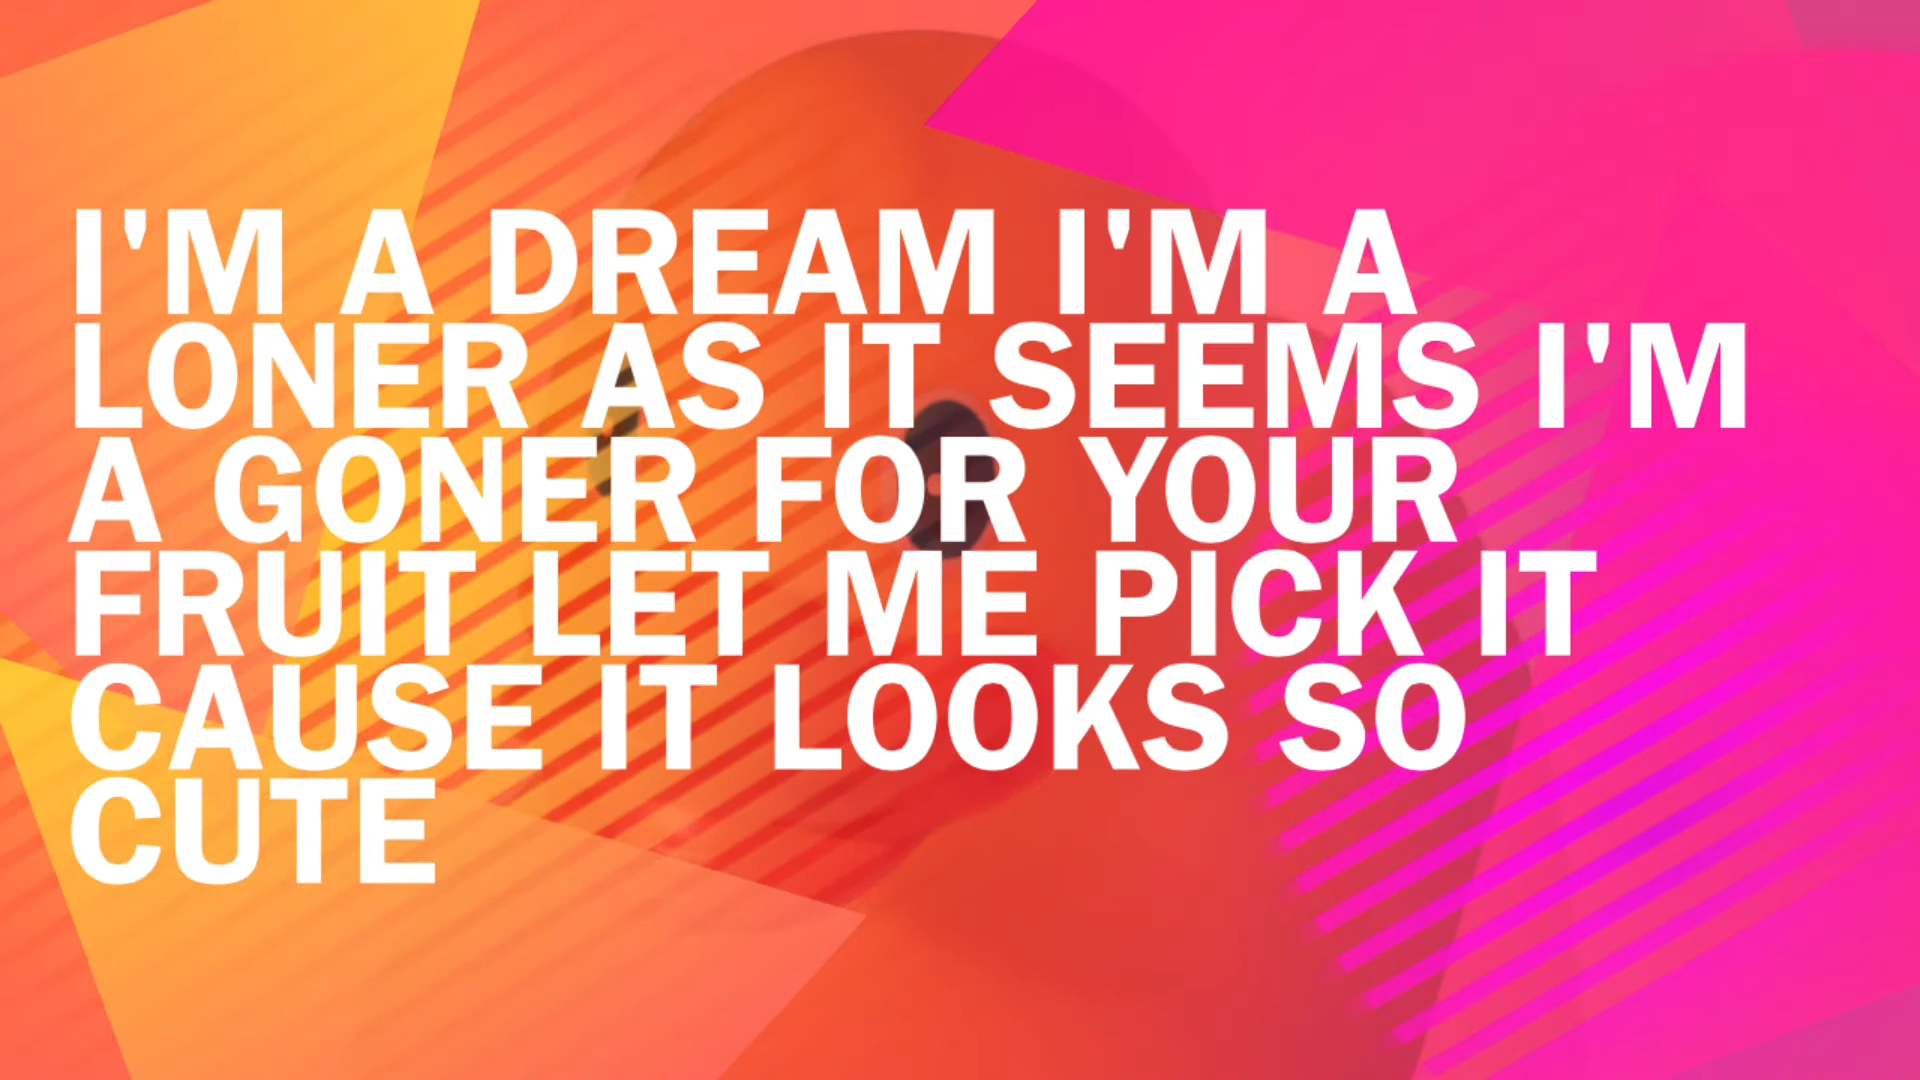 I'M A DREAM I'M A
LONER AS IT SEEMS I'M
A GONER FOR YOUR
FRUIT LET ME PICK IT
CAUSE IT LOOKS SO
CUTE